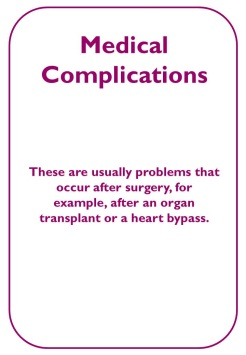 Medical
Complications
These are usually problems that
occur after surgery, for
example, after an organ
transplant or a heart bypass.